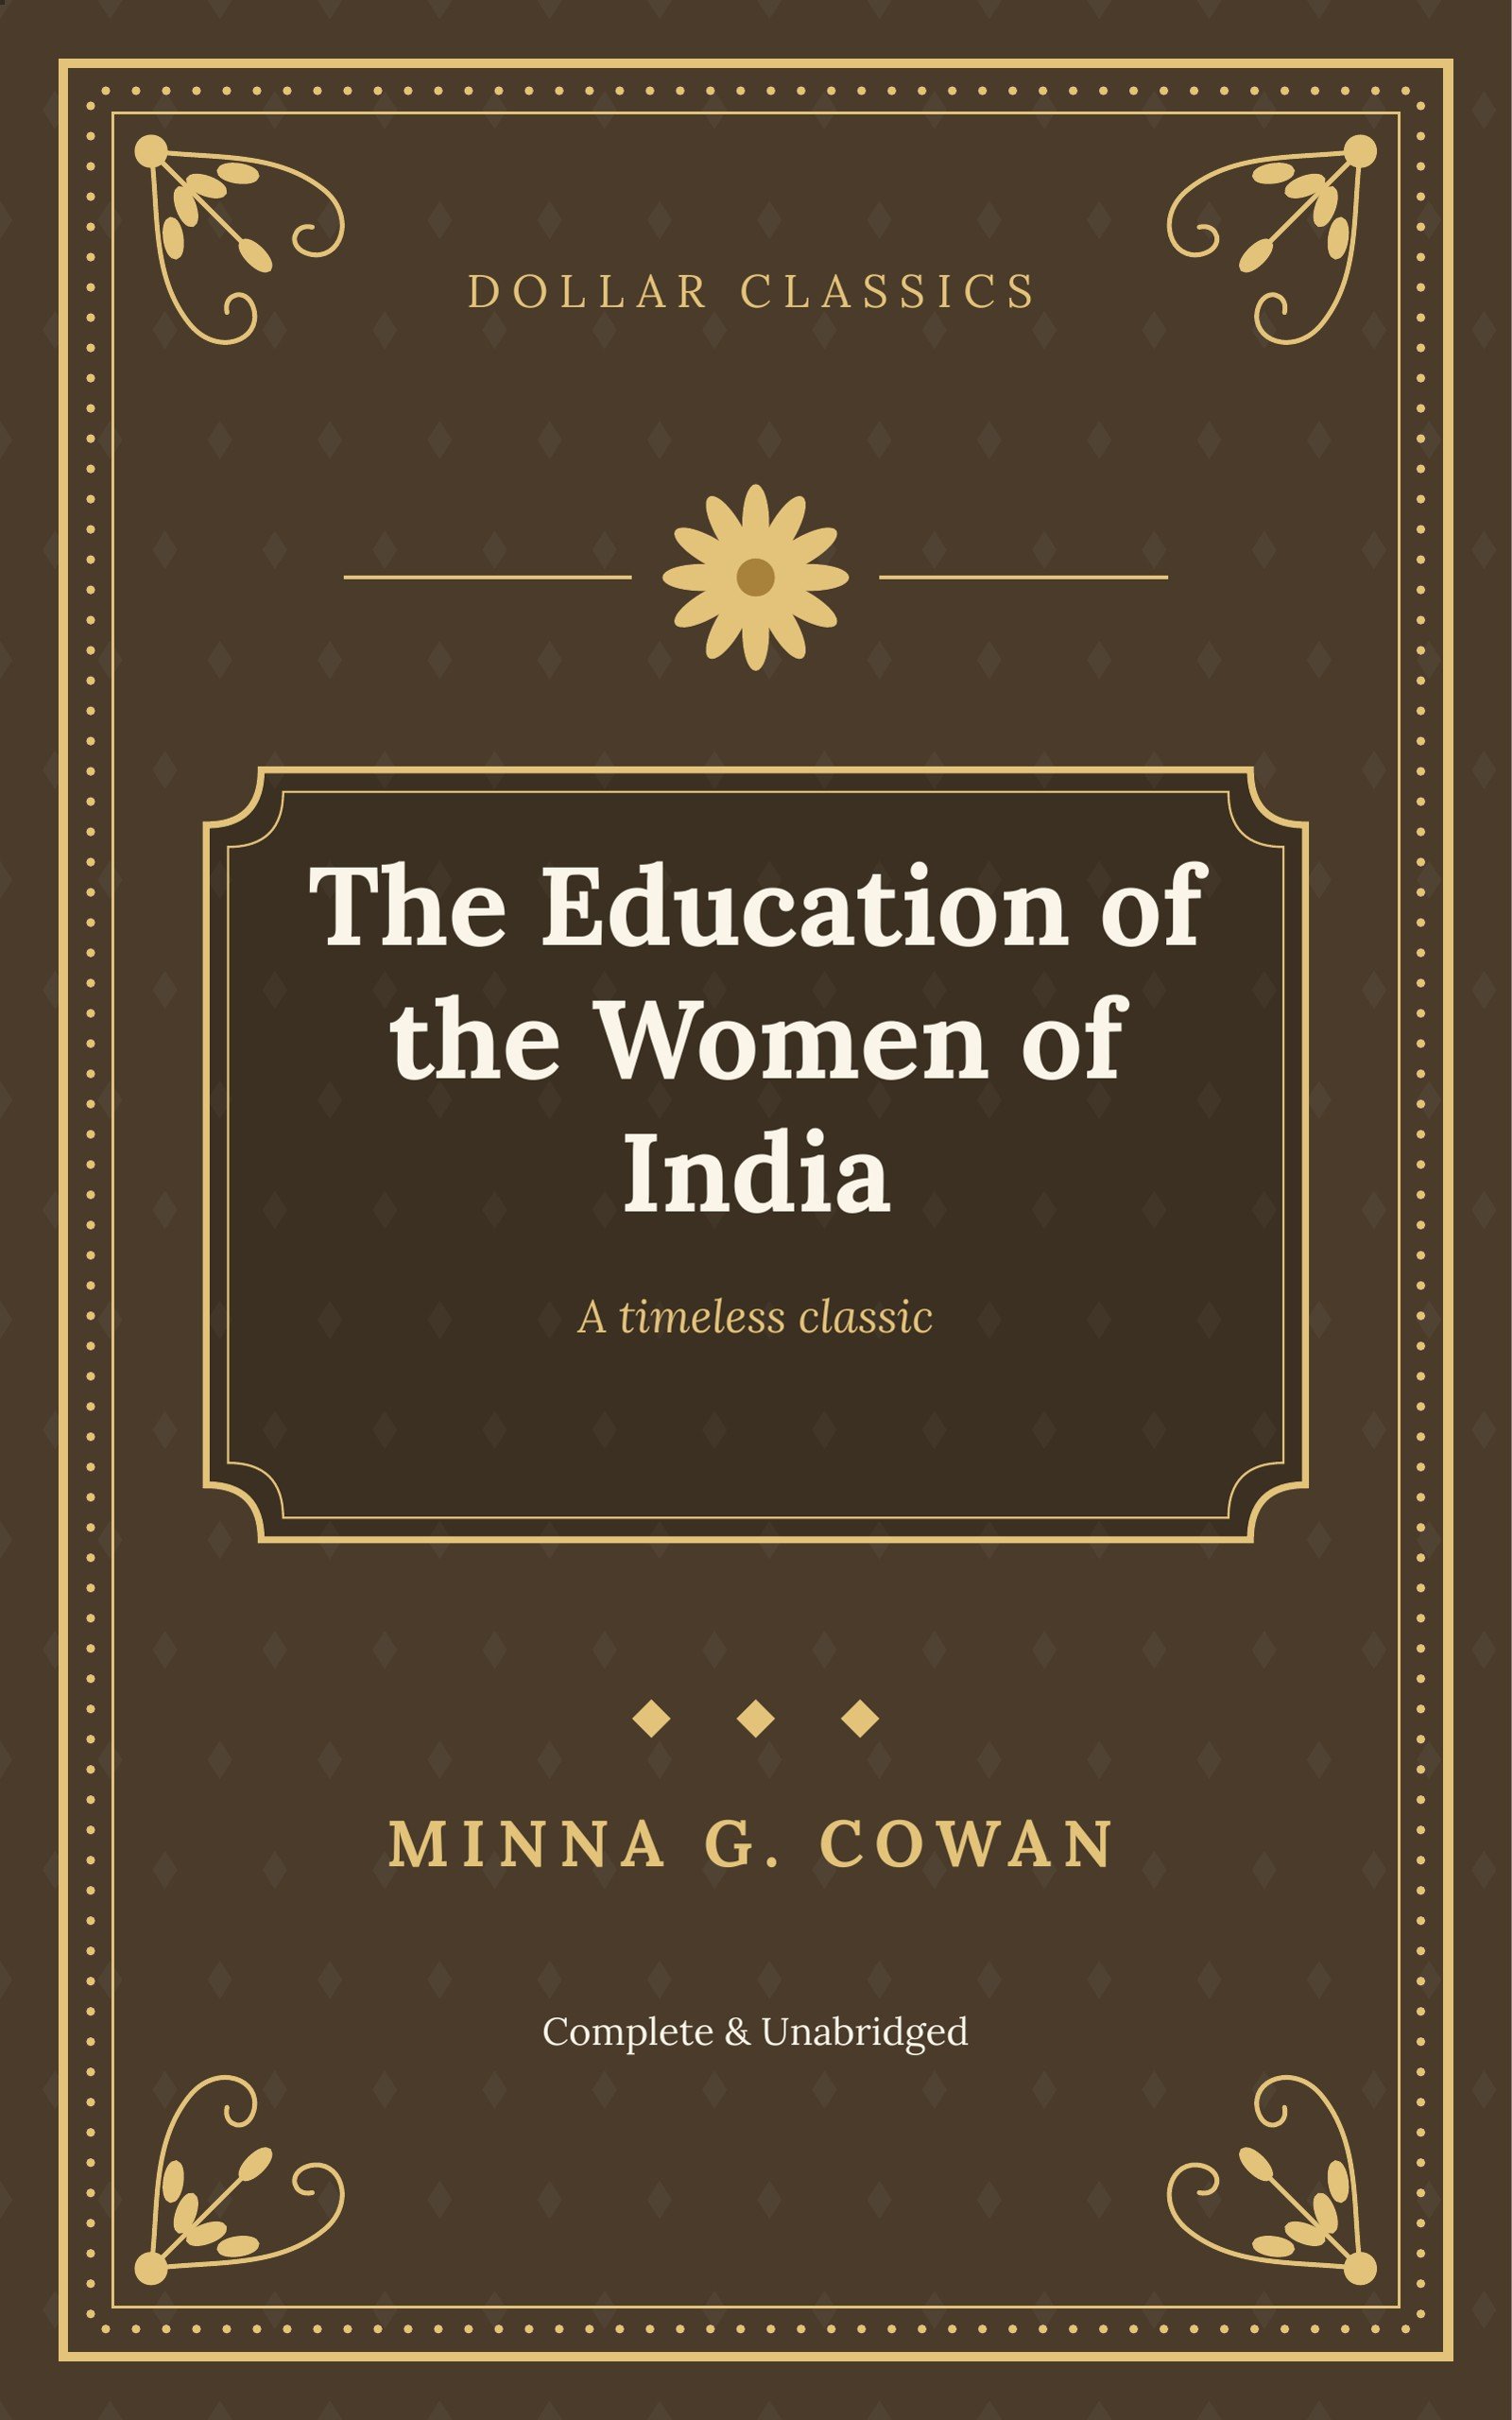 DOLLAR CLASSICS
The Education of
the Women of
India
A timeless classic
MINNA G. COWAN
Complete & Unabridged